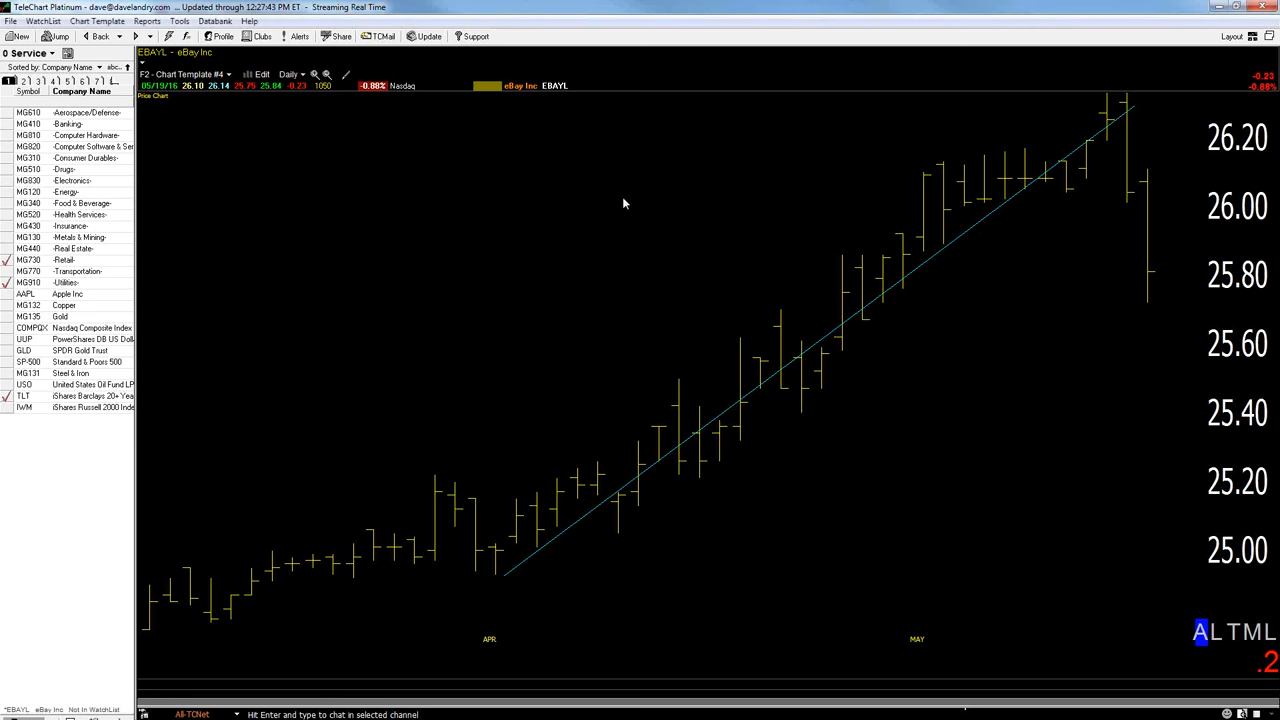 TeleChart Platinum - dave@davelandry.com ... Updated through 12:27:43 PM ET - Streaming Real Time
File WatchList Chart Template Reports Tools Databank Help
New Jump Back Profile Clubs Alerts Share TCMail Update Support Layout
0 Service
EBAYL - eBay Inc
Sorted by: Company Name abc..
F2 - Chart Template #4 Edit Daily -0.23
1 2 3 4 5 6 7
05/19/16 26.10 26.14 25.75 25.84 -0.23 1050 -0.88% Nasdaq eBay Inc EBAYL -0.88%
Symbol Company Name
Price Chart
MG610 -Aerospace/Defense-
MG410 -Banking-
MG810 -Computer Hardware-
MG820 -Computer Software & Ser
MG310 -Consumer Durables-
MG510 -Drugs-
MG830 -Electronics-
MG120 -Energy-
MG340 -Food & Beverage-
MG520 -Health Services-
MG430 -Insurance-
MG130 -Metals & Mining-
MG440 -Real Estate-
MG730 -Retail-
MG770 -Transportation-
MG910 -Utilities-
AAPL Apple Inc
MG132 Copper
MG135 Gold
COMPQX Nasdaq Composite Index
UUP PowerShares DB US Doll
GLD SPDR Gold Trust
SP-500 Standard & Poors 500
MG131 Steel & Iron
USO United States Oil Fund LP
TLT iShares Barclays 20+ Yea
IWM iShares Russell 2000 Inde
26.20
26.00
25.80
25.60
25.40
25.20
25.00
ALTML
APR MAY
.2
*EBAYL eBay Inc Not In WatchList
All-TCNet Hit Enter and type to chat in selected channel